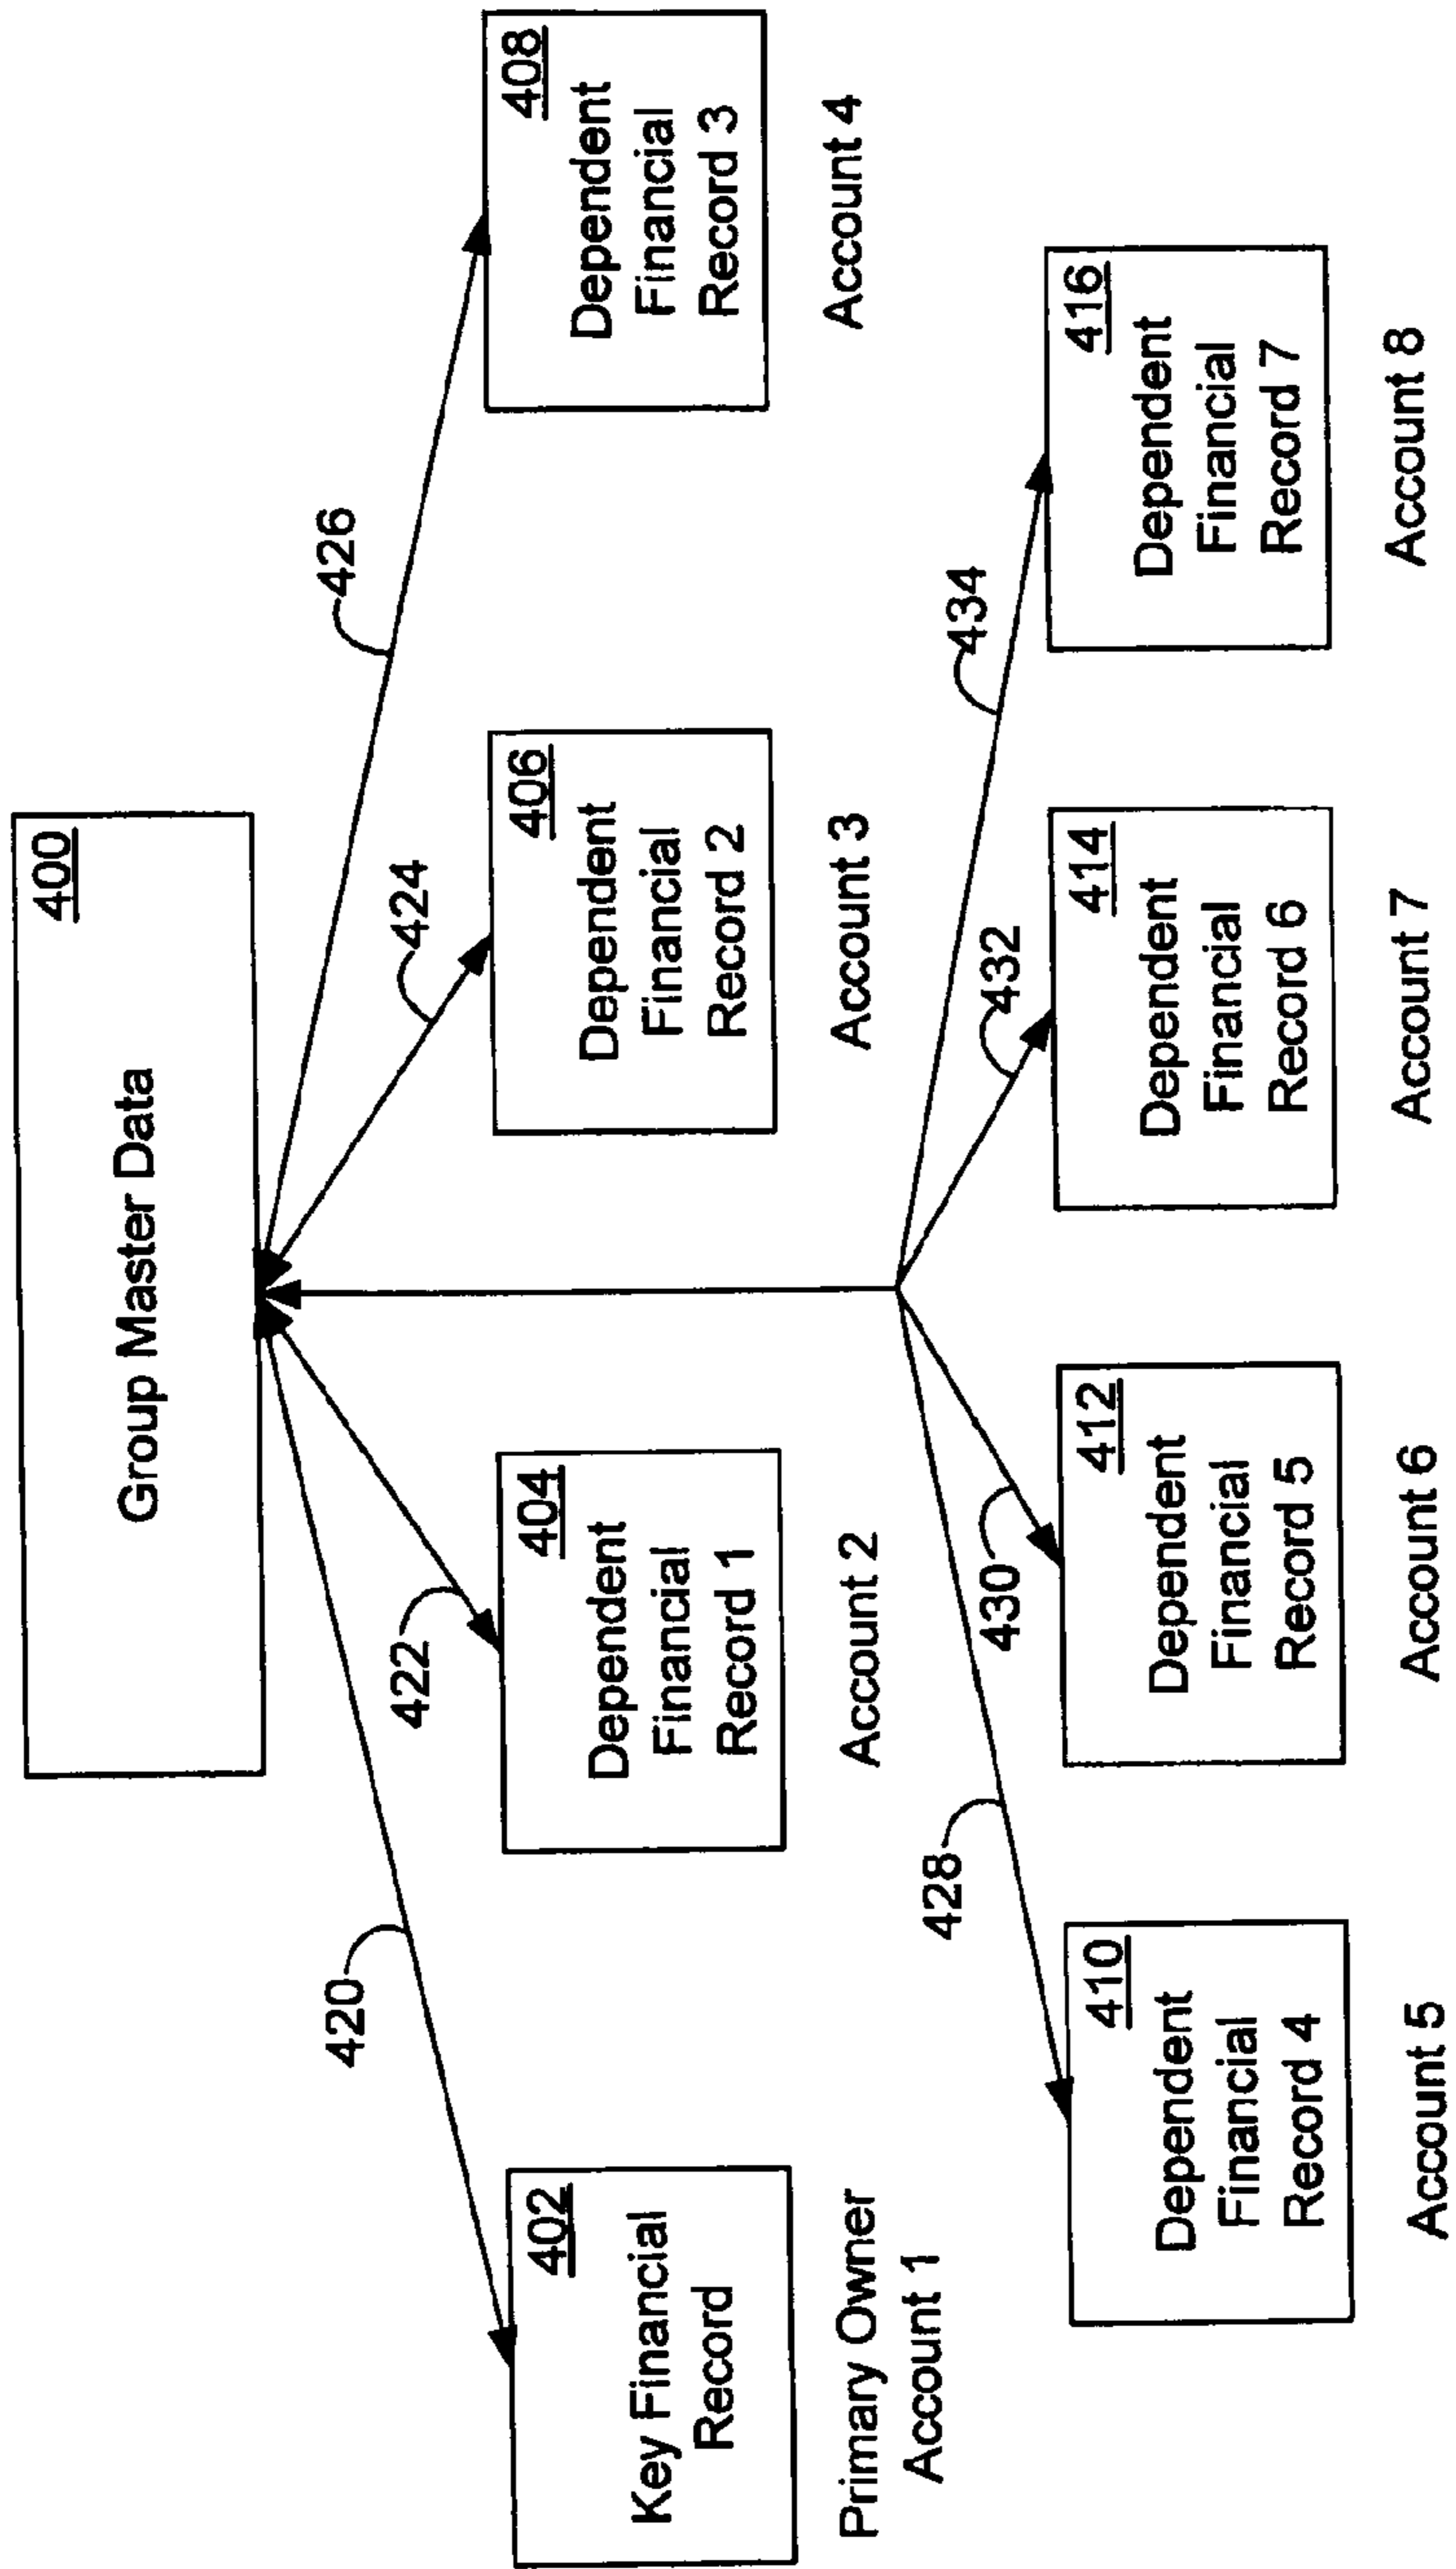 400
Group Master Data
420
422
424
426
402
Key Financial
Record
Primary Owner
Account 1
404
Dependent
Financial
Record 1
Account 2
406
Dependent
Financial
Record 2
Account 3
408
Dependent
Financial
Record 3
Account 4
428
430
432
434
410
Dependent
Financial
Record 4
Account 5
412
Dependent
Financial
Record 5
Account 6
414
Dependent
Financial
Record 6
Account 7
416
Dependent
Financial
Record 7
Account 8